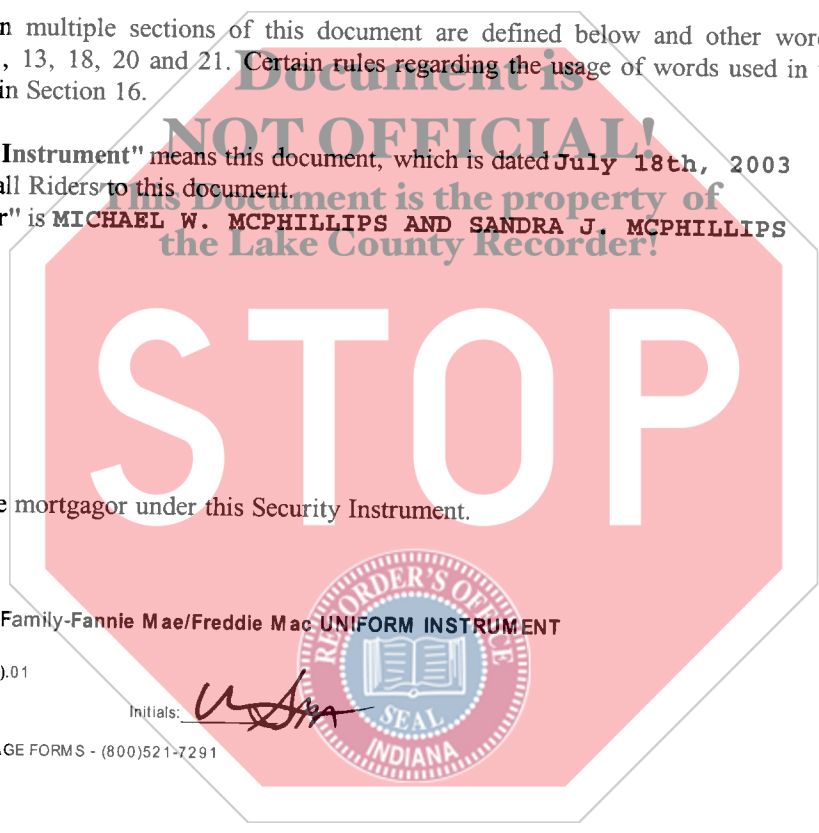 n multiple sections of this document are defined below and other wor
, 13, 18, 20 and 21. Certain rules regarding the usage of words used in
in Section 16.
Document is
NOT OFFICIAL!
Instrument" means this document, which is dated July 18th, 2003
all Riders to this document.
This Document is the property of
r" is MICHAEL W. MCPHILLIPS AND SANDRA J. MCPHILLIPS
the Lake County Recorder!
STOP
e mortgagor under this Security Instrument.
Family-Fannie Mae/Freddie Mac UNIFORM INSTRUMENT
).01
Initials:
GE FORMS - (800)521-7291
RECORDER'S OFFICE
SEAL
INDIANA